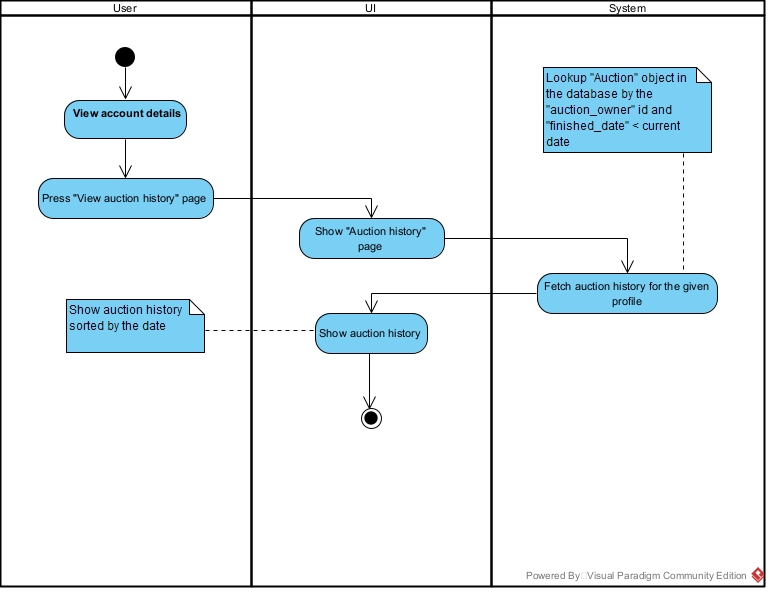 User
UI
System
Lookup "Auction" object in
the database by the
"auction_owner" id and
"finished_date" < current
date
View account details
Press "View auction history" page
Show "Auction history"
page
Fetch auction history for the given
profile
Show auction history
sorted by the date
Show auction history
Powered By Visual Paradigm Community Edition